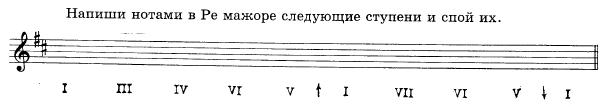 Напиши нотами в Ре мажоре следующие ступени и спой их.
I III IV VI V ↑ I VII VI V ↓ I